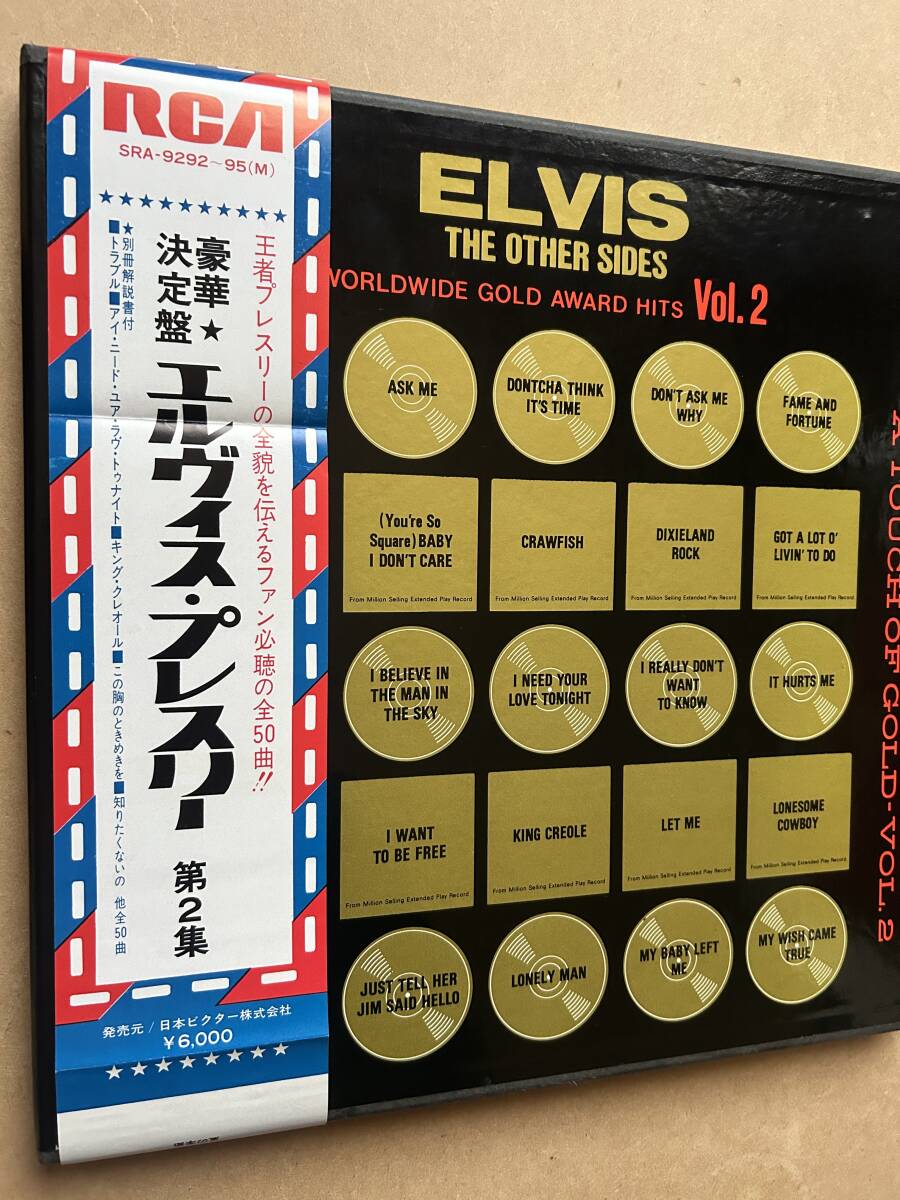 RCA
SRA-9292~95(M)
★★★★★★★★★★
王者プレスリーの全貌を伝えるファン必聴の全50曲!!
豪華★
決定盤
エルヴィス・プレスリー 第2集
★別冊解説書付
■トラブル■アイ・ニード・ユア・ラヴ・トゥナイト■キング・クレオール■この胸のときめきを■知りたくないの 他全50曲
発売元/日本ビクター株式会社
¥6,000
★★★★★★★★
ELVIS
THE OTHER SIDES
WORLDWIDE GOLD AWARD HITS Vol.2
ASK ME
DONTCHA THINK
IT'S TIME
DON'T ASK ME
WHY
FAME AND
FORTUNE
(You're So
Square) BABY
I DON'T CARE
From Million Selling Extended Play Record
CRAWFISH
From Million Selling Extended Play Record
DIXIELAND
ROCK
From Million Selling Extended Play Record
GOT A LOT O'
LIVIN' TO DO
From Million Selling Extended Play Record
I BELIEVE IN
THE MAN IN
THE SKY
I NEED YOUR
LOVE TONIGHT
I REALLY DON'T
WANT
TO KNOW
IT HURTS ME
I WANT
TO BE FREE
From Million Selling Extended Play Record
KING CREOLE
From Million Selling Extended Play Record
LET ME
From Million Selling Extended Play Record
LONESOME
COWBOY
From Million Selling Extended Play Record
JUST TELL HER
JIM SAID HELLO
LONELY MAN
MY BABY LEFT
ME
MY WISH CAME
TRUE
A TOUCH OF GOLD-VOL.2